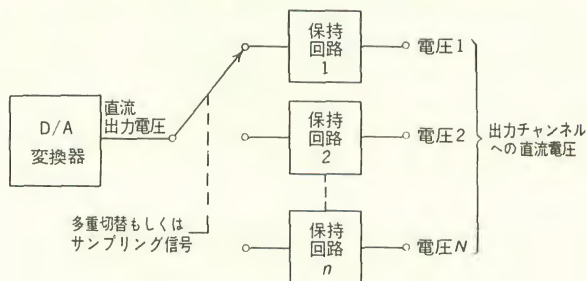 D/A
変換器
直流
出力電圧
多重切替もしくは
サンプリング信号
保持
回路
1
電圧1
保持
回路
2
電圧2
保持
回路
n
電圧N
出力チャンネル
への直流電圧